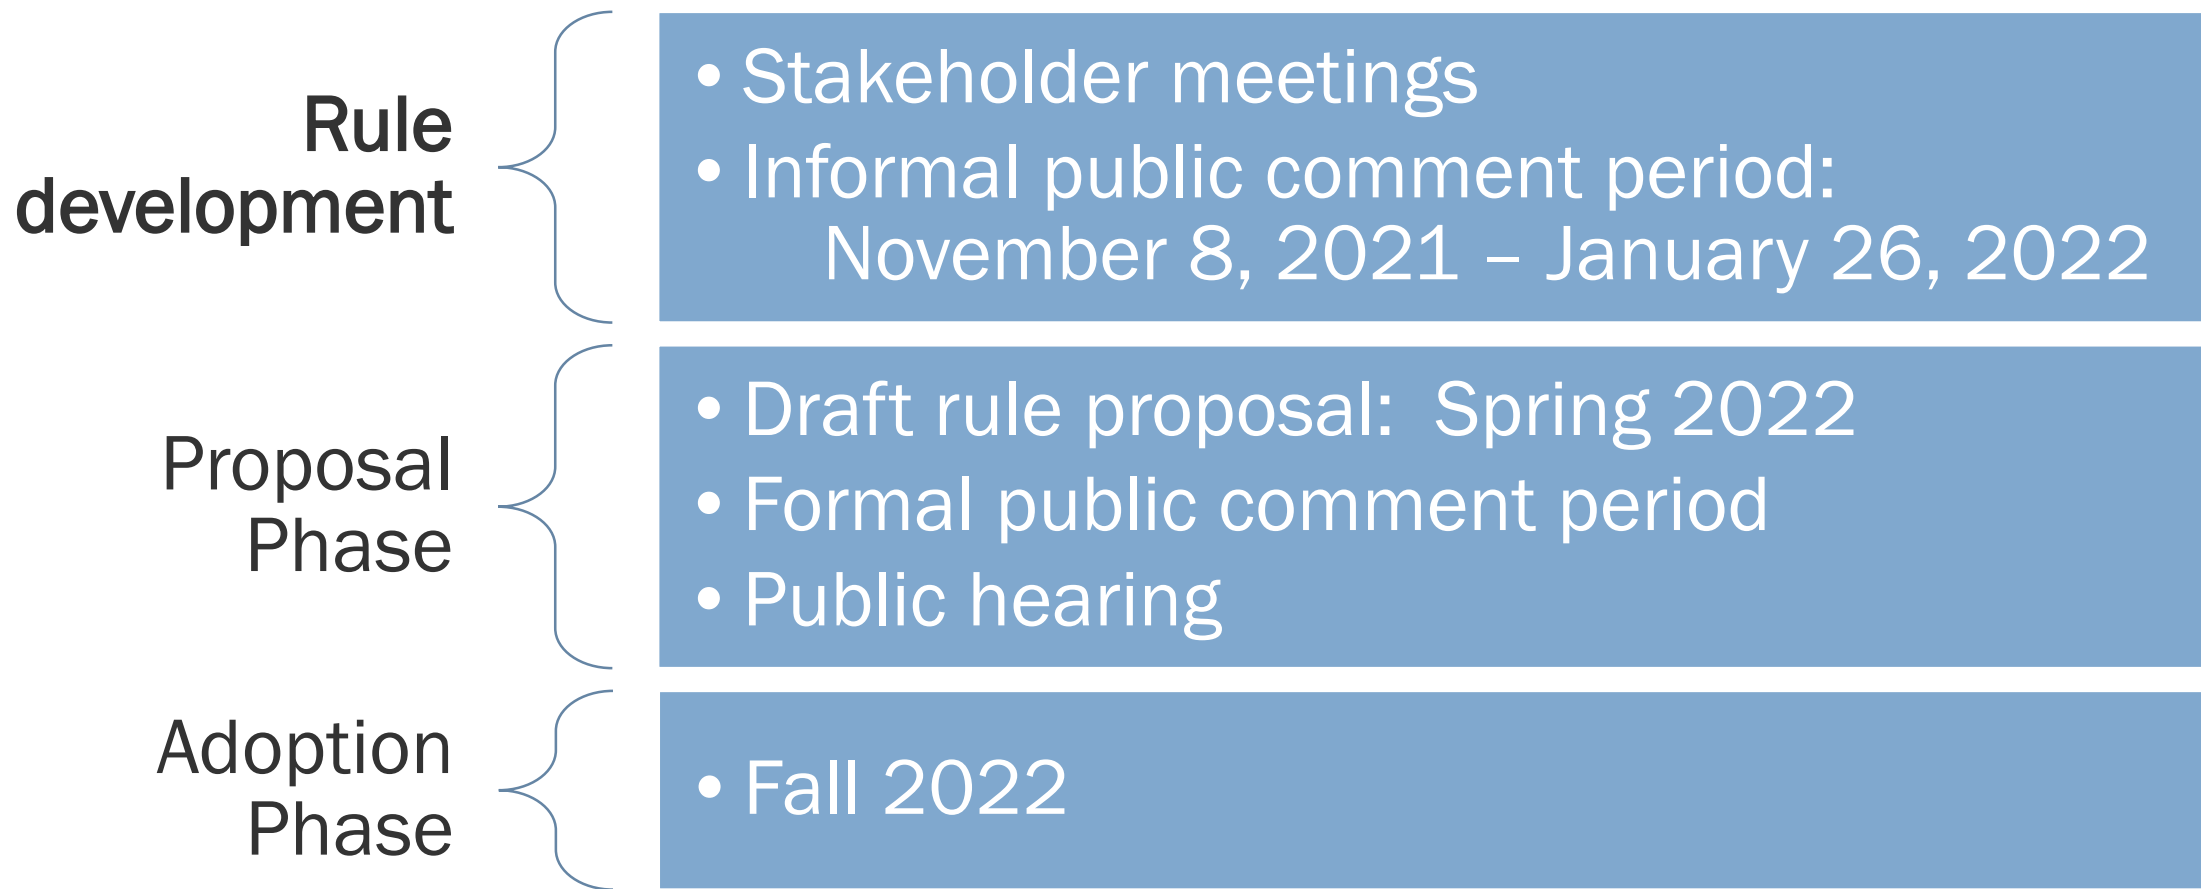 Rule
development
• Stakeholder meetings
• Informal public comment period:
November 8, 2021 – January 26, 2022
Proposal
Phase
• Draft rule proposal:  Spring 2022
• Formal public comment period
• Public hearing
Adoption
Phase
• Fall 2022